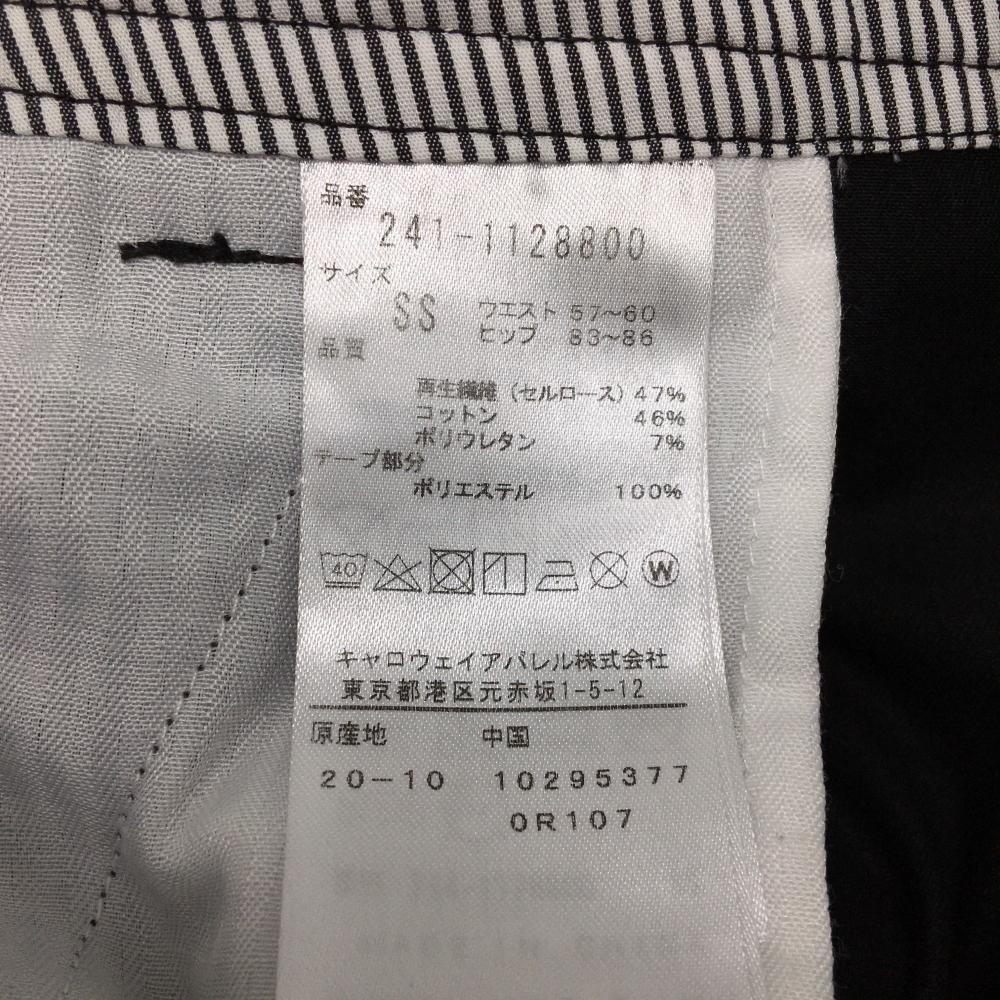 品番
241-1128800
サイズ
SS ウエスト 57~60
ヒップ 83~86
品質
再生繊維 (セルロース) 47%
コットン 46%
ポリウレタン 7%
テープ部分
ポリエステル 100%
40
W
キャロウェイアパレル株式会社
東京都港区元赤坂1-5-12
原産地 中国
20-10 10295377
0R107